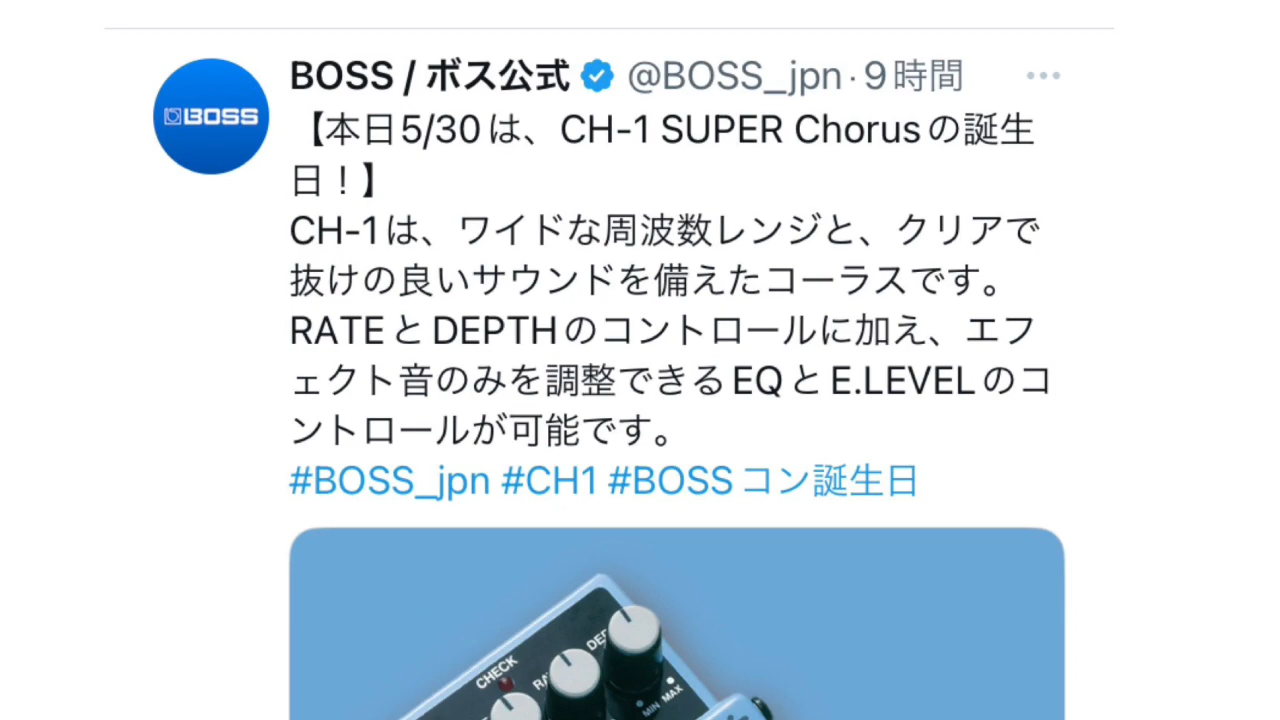 BOSS / ボス公式 @BOSS_jpn · 9時間
BOSS
【本日5/30は、CH-1 SUPER Chorusの誕生
日！】
CH-1は、ワイドな周波数レンジと、クリアで
抜けの良いサウンドを備えたコーラスです。
RATEとDEPTHのコントロールに加え、エフ
ェクト音のみを調整できるEQとE.LEVELのコ
ントロールが可能です。
#BOSS_jpn #CH1 #BOSSコン誕生日
CHECK
MIN MAX